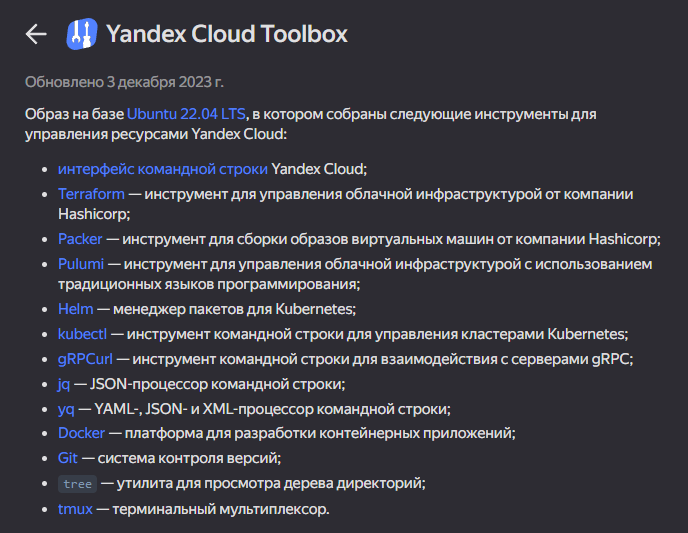 Yandex Cloud Toolbox
Обновлено 3 декабря 2023 г.
Образ на базе Ubuntu 22.04 LTS, в котором собраны следующие инструменты для
управления ресурсами Yandex Cloud:
• интерфейс командной строки Yandex Cloud;
• Terraform — инструмент для управления облачной инфраструктурой от компании
Hashicorp;
• Packer — инструмент для сборки образов виртуальных машин от компании Hashicorp;
• Pulumi — инструмент для управления облачной инфраструктурой с использованием
традиционных языков программирования;
• Helm — менеджер пакетов для Kubernetes;
• kubectl — инструмент командной строки для управления кластерами Kubernetes;
• gRPCurl — инструмент командной строки для взаимодействия с серверами gRPC;
• jq — JSON-процессор командной строки;
• yq — YAML-, JSON- и XML-процессор командной строки;
• Docker — платформа для разработки контейнерных приложений;
• Git — система контроля версий;
• tree — утилита для просмотра дерева директорий;
• tmux — терминальный мультиплексор.